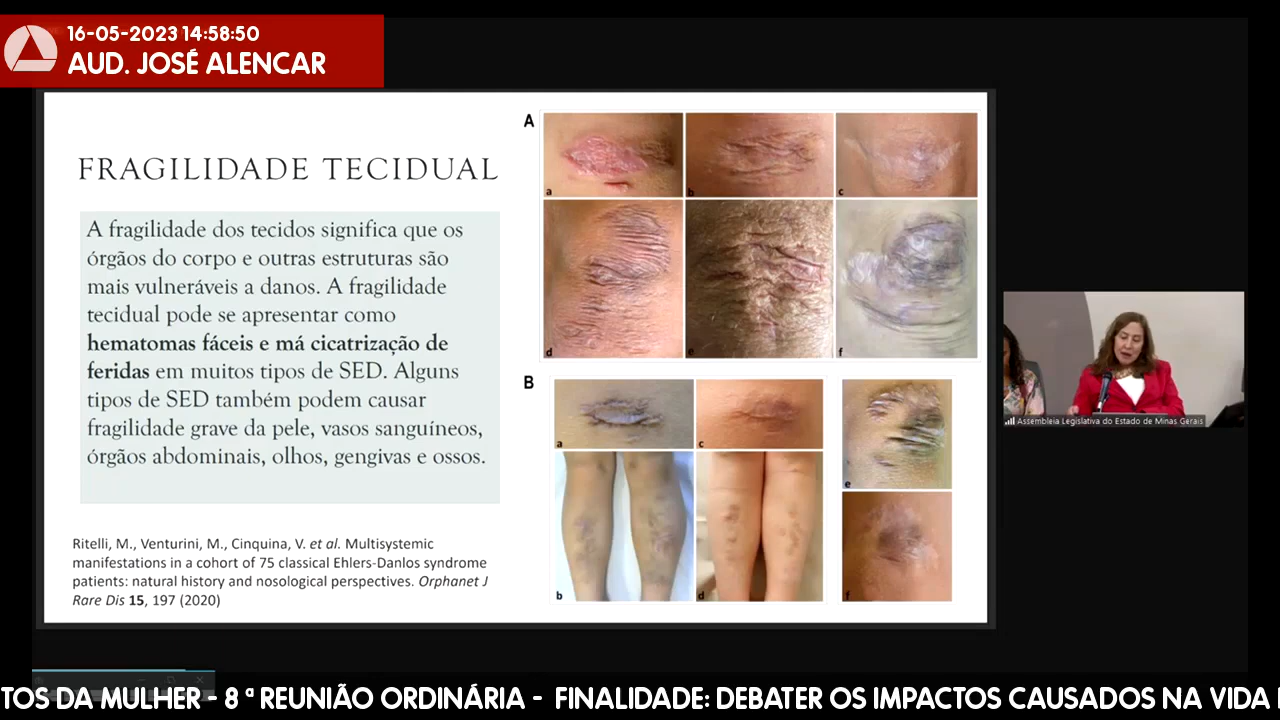 16-05-2023 14:58:50
AUD. JOSÉ ALENCAR
FRAGILIDADE TECIDUAL
A fragilidade dos tecidos significa que os
órgãos do corpo e outras estruturas são
mais vulneráveis a danos. A fragilidade
tecidual pode se apresentar como
hematomas fáceis e má cicatrização de
feridas em muitos tipos de SED. Alguns
tipos de SED também podem causar
fragilidade grave da pele, vasos sanguíneos,
órgãos abdominais, olhos, gengivas e ossos.
Ritelli, M., Venturini, M., Cinquina, V. et al. Multisystemic
manifestations in a cohort of 75 classical Ehlers-Danlos syndrome
patients: natural history and nosological perspectives. Orphanet J
Rare Dis 15, 197 (2020)
A
a
b
c
d
e
f
B
a
c
e
b
d
f
Assembleia Legislativa do Estado de Minas Gerais
TOS DA MULHER - 8 ª REUNIÃO ORDINÁRIA - FINALIDADE: DEBATER OS IMPACTOS CAUSADOS NA VIDA